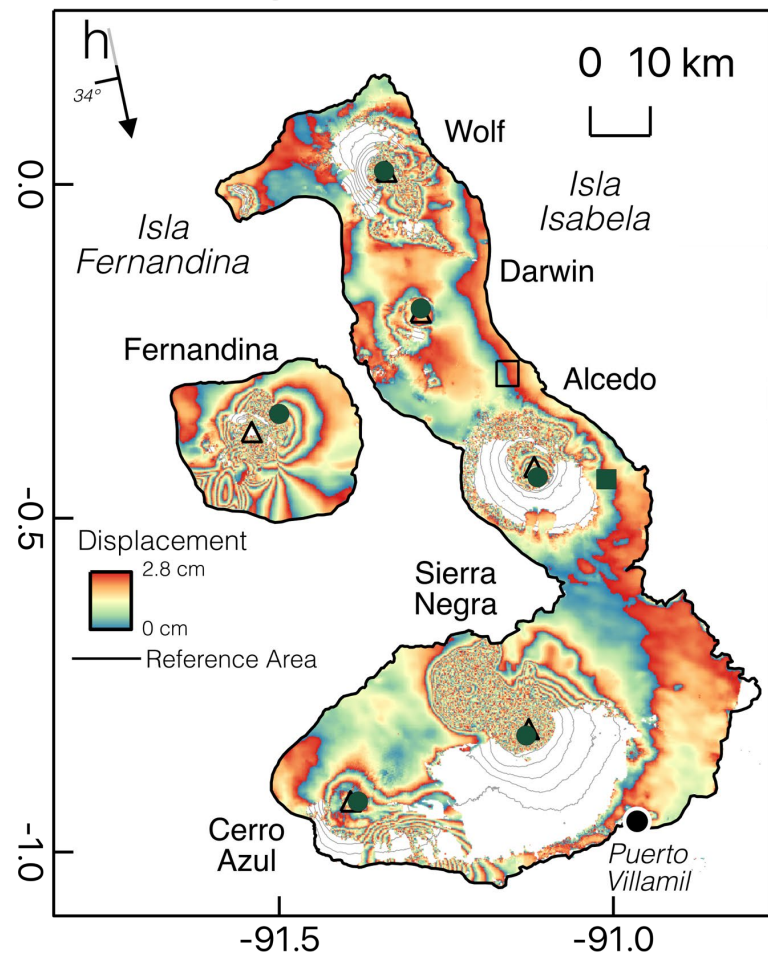 h
34°
0 10 km
Wolf
Isla
Isabela
Isla
Fernandina
Darwin
Fernandina
Alcedo
Displacement
2.8 cm
0 cm
Reference Area
Sierra
Negra
Cerro
Azul
Puerto
Villamil
0.0
-0.5
-1.0
-91.5
-91.0